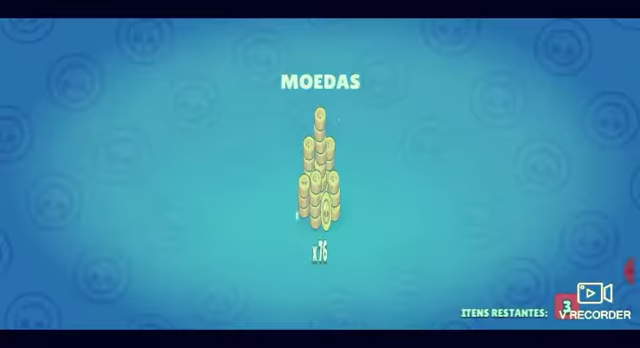 MOEDAS
x76
ITENS RESTANTES: 3
V RECORDER